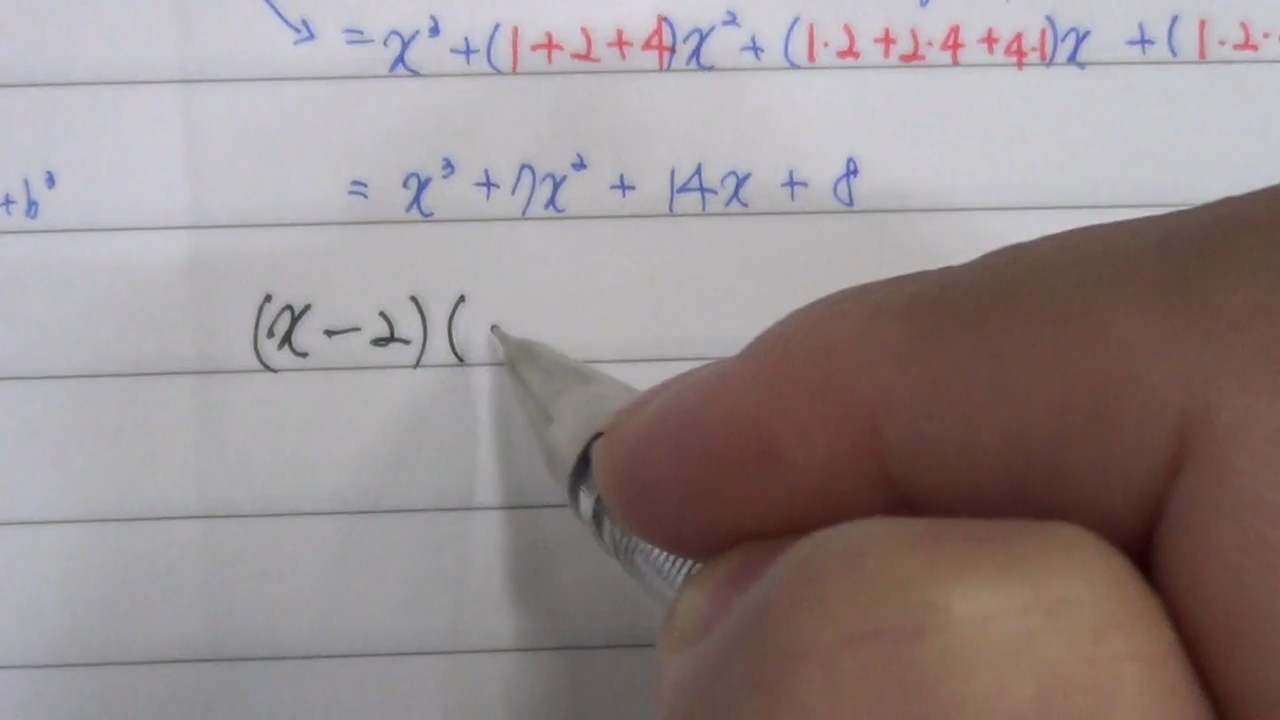 = x³ + (1+2+4)x² + (1·2+2·4+4·1)x + (1·2·
+b³ = x³ + 7x² + 14x + 8
(x-2)(